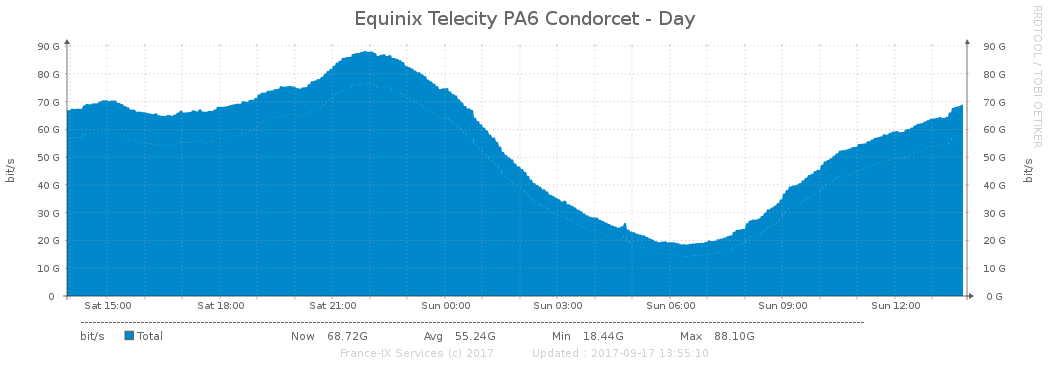 Equinix Telecity PA6 Condorcet - Day
RRDTOOL / TOBI OETIKER
bit/s
90 G 90 G
80 G 80 G
70 G 70 G
60 G 60 G
50 G 50 G
40 G 40 G
30 G 30 G
20 G 20 G
10 G 10 G
0 0 G
bit/s
Sat 15:00 Sat 18:00 Sat 21:00 Sun 00:00 Sun 03:00 Sun 06:00 Sun 09:00 Sun 12:00
bit/s Total Now 68.72G Avg 55.24G Min 18.44G Max 88.10G
France-IX Services (c) 2017 Updated : 2017-09-17 13:55:10